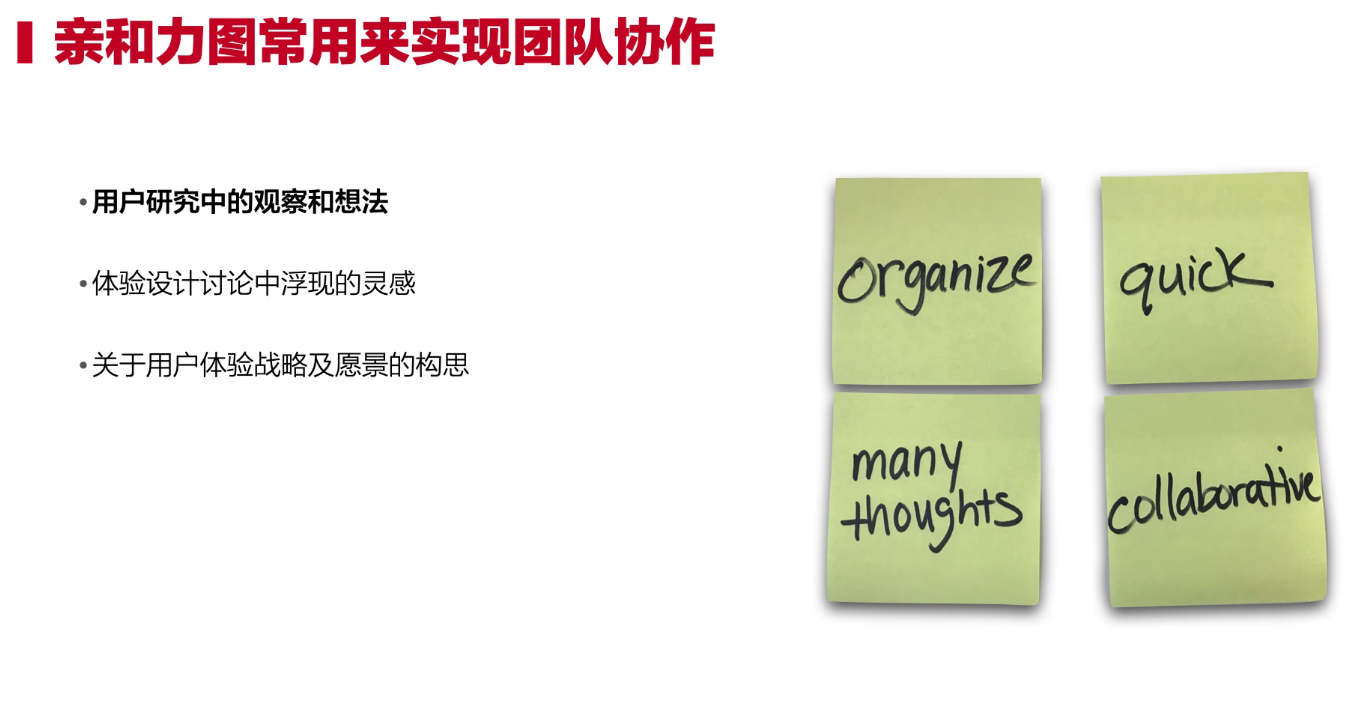 亲和力图常用来实现团队协作
•用户研究中的观察和想法
•体验设计讨论中浮现的灵感
•关于用户体验战略及愿景的构思
organize
quick
many
thoughts
collaborative